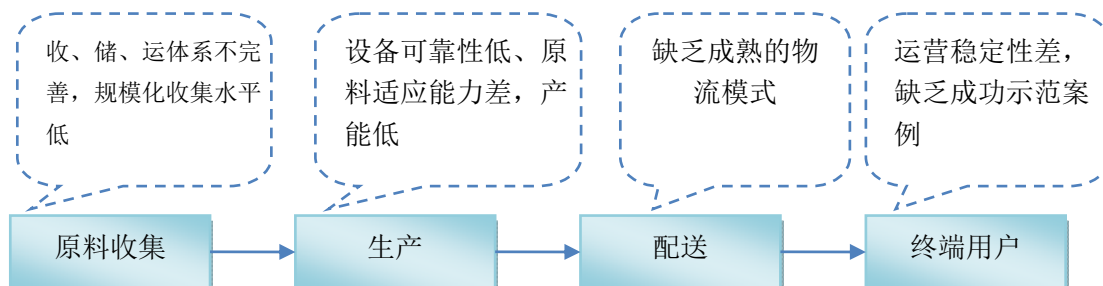 收、储、运体系不完
善，规模化收集水平
低
设备可靠性低、原
料适应能力差，产
能低
缺乏成熟的物
流模式
运营稳定性差，
缺乏成功示范案
例
原料收集
生产
配送
终端用户